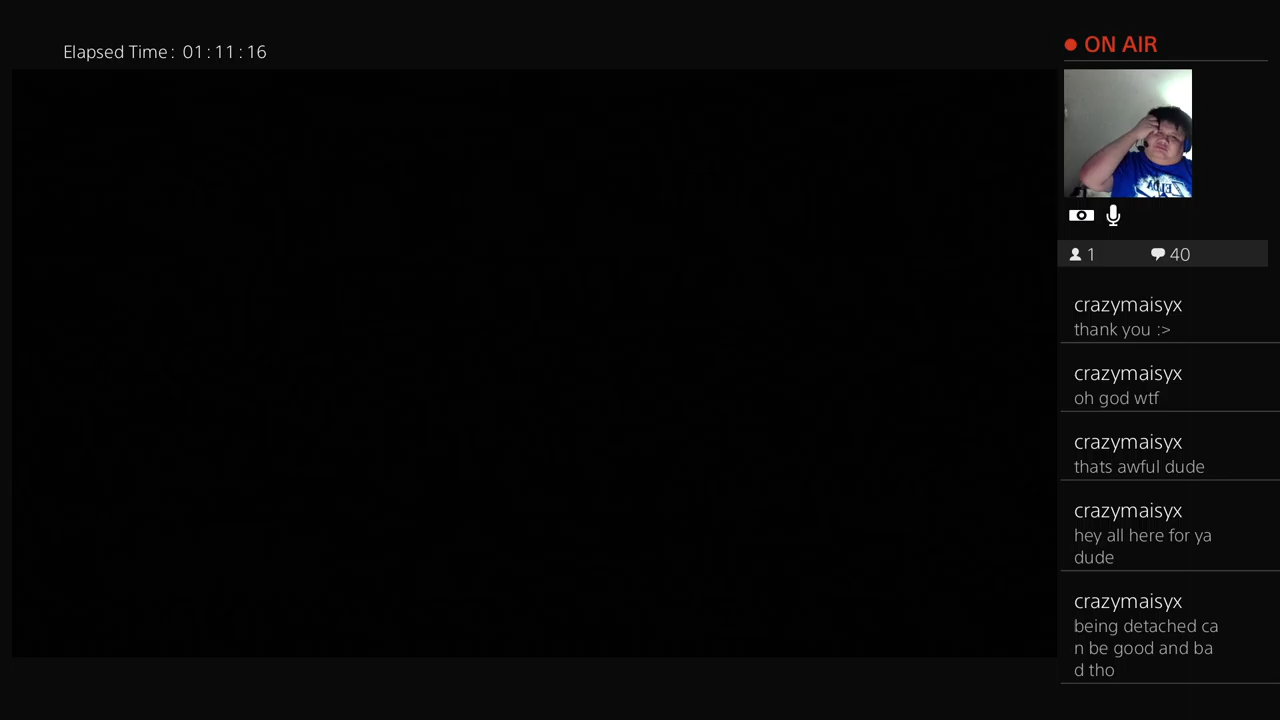 Elapsed Time: 01:11:16
ON AIR
1 40
crazymaisyx
thank you :>
crazymaisyx
oh god wtf
crazymaisyx
thats awful dude
crazymaisyx
hey all here for ya
dude
crazymaisyx
being detached ca
n be good and ba
d tho